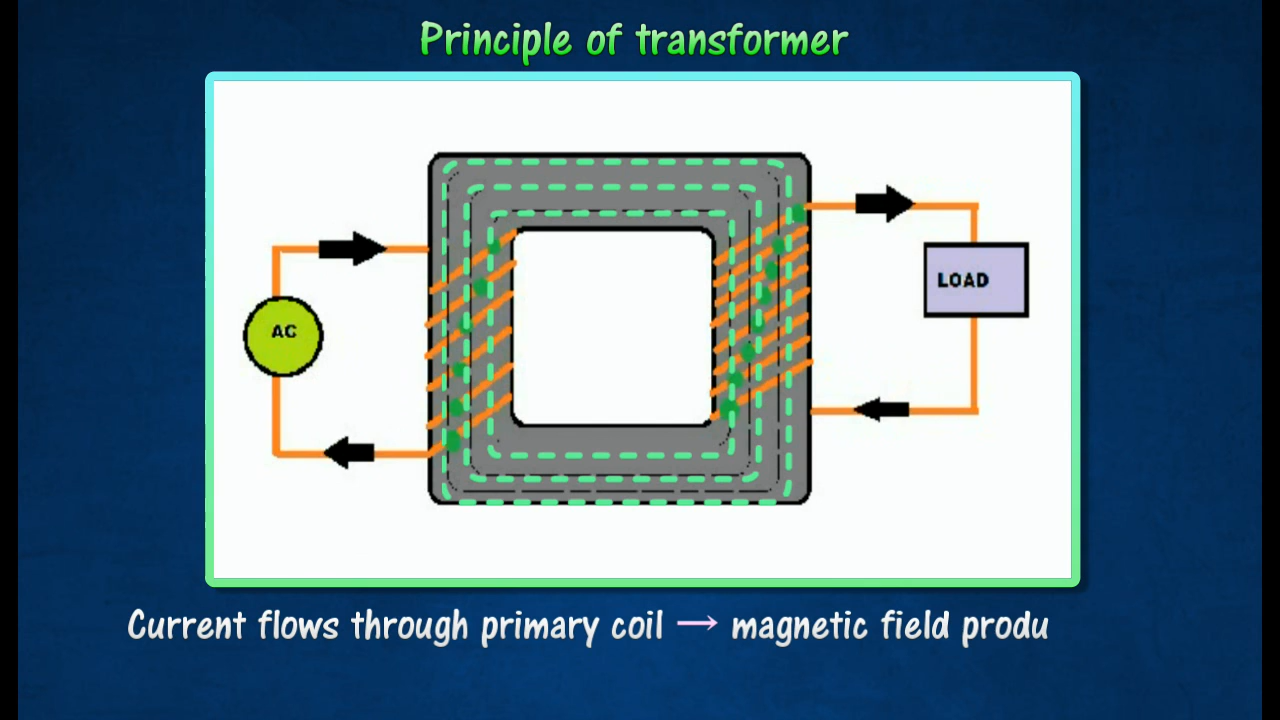 Principle of transformer
AC
LOAD
Current flows through primary coil → magnetic field produ